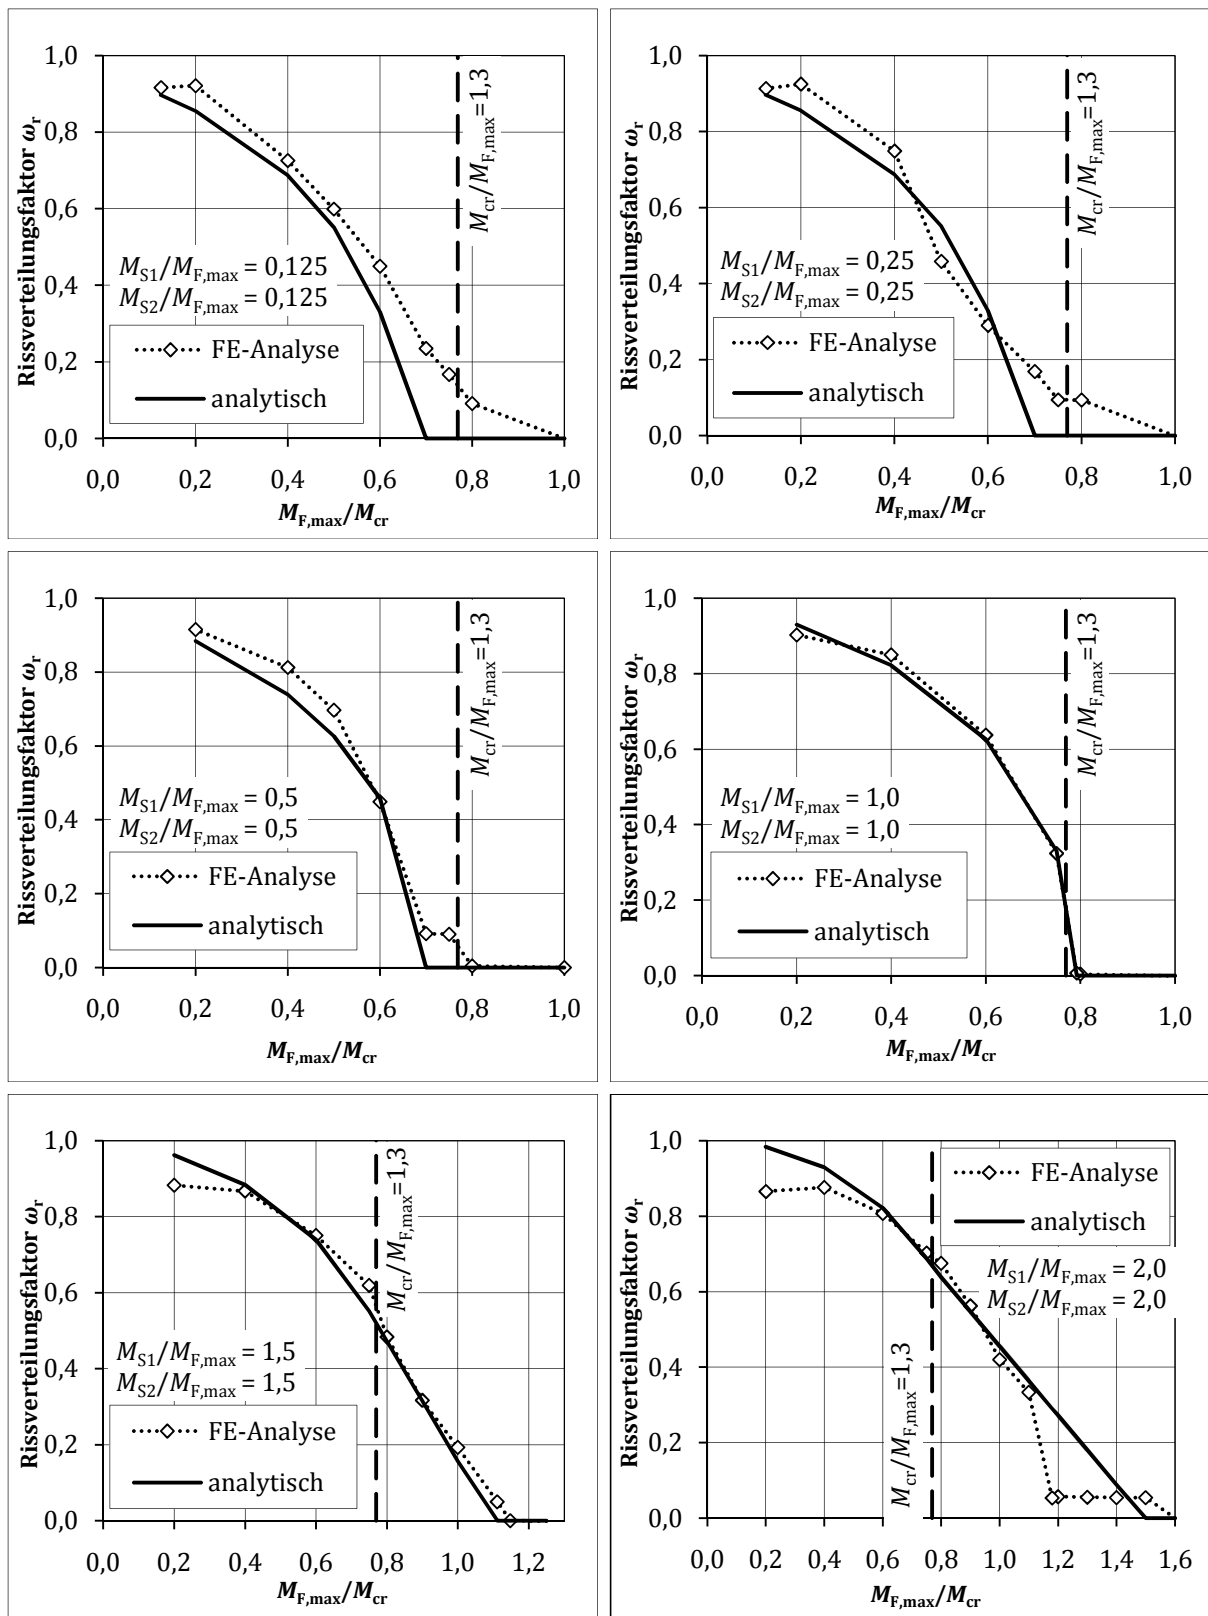 1,0
0,8
0,6
0,4
0,2
0,0
Rissverteilungsfaktor ωr
Mcr/MF,max=1,3
MS1/MF,max = 0,125
MS2/MF,max = 0,125
FE-Analyse
analytisch
0,0 0,2 0,4 0,6 0,8 1,0
MF,max/Mcr
1,0
0,8
0,6
0,4
0,2
0,0
Rissverteilungsfaktor ωr
Mcr/MF,max=1,3
MS1/MF,max = 0,25
MS2/MF,max = 0,25
FE-Analyse
analytisch
0,0 0,2 0,4 0,6 0,8 1,0
MF,max/Mcr
1,0
0,8
0,6
0,4
0,2
0,0
Rissverteilungsfaktor ωr
Mcr/MF,max=1,3
MS1/MF,max = 0,5
MS2/MF,max = 0,5
FE-Analyse
analytisch
0,0 0,2 0,4 0,6 0,8 1,0
MF,max/Mcr
1,0
0,8
0,6
0,4
0,2
0,0
Rissverteilungsfaktor ωr
Mcr/MF,max=1,3
MS1/MF,max = 1,0
MS2/MF,max = 1,0
FE-Analyse
analytisch
0,0 0,2 0,4 0,6 0,8 1,0
MF,max/Mcr
1,0
0,8
0,6
0,4
0,2
0,0
Rissverteilungsfaktor ωr
Mcr/MF,max=1,3
MS1/MF,max = 1,5
MS2/MF,max = 1,5
FE-Analyse
analytisch
0,0 0,2 0,4 0,6 0,8 1,0 1,2
MF,max/Mcr
1,0
0,8
0,6
0,4
0,2
0,0
Rissverteilungsfaktor ωr
FE-Analyse
analytisch
MS1/MF,max = 2,0
MS2/MF,max = 2,0
Mcr/MF,max=1,3
0,0 0,2 0,4 0,6 0,8 1,0 1,2 1,4 1,6
MF,max/Mcr